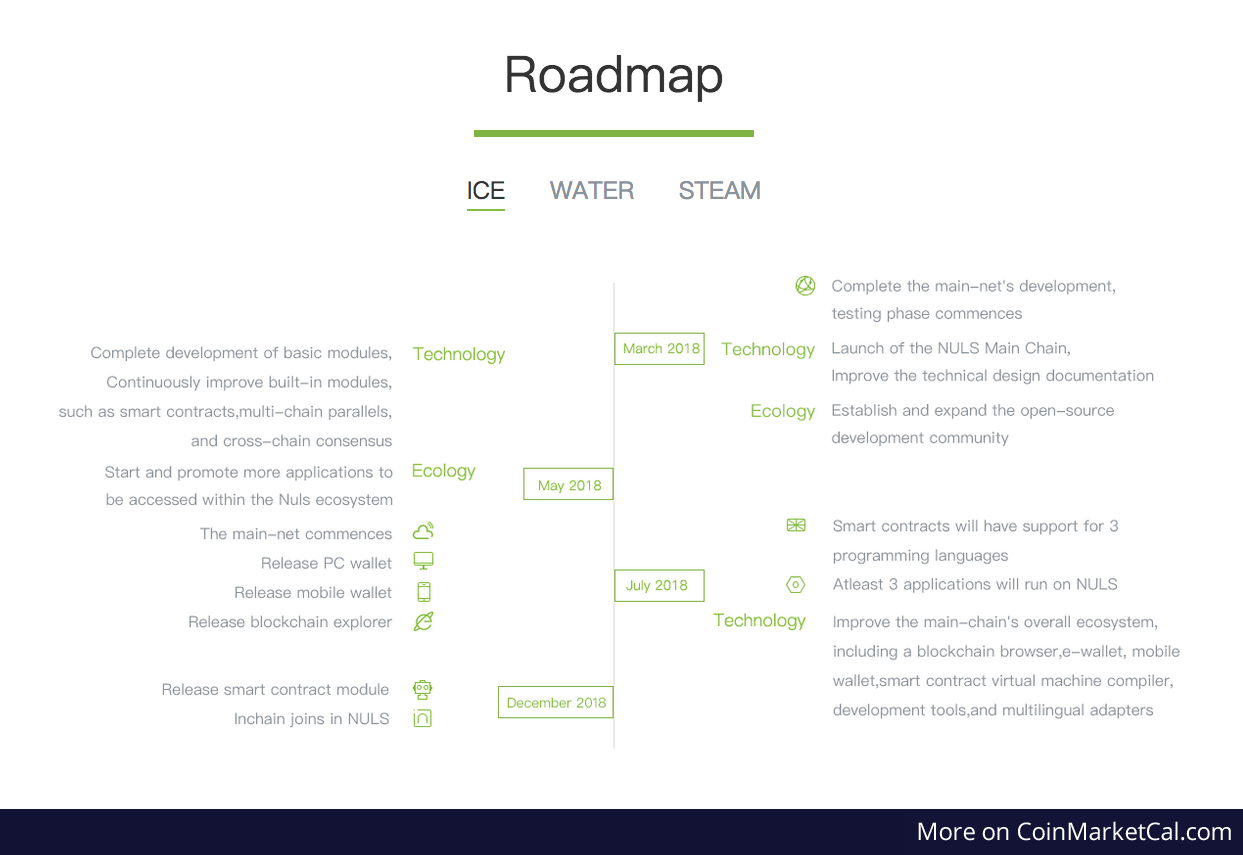 Roadmap
ICE WATER STEAM
Complete the main-net's development,
testing phase commences
March 2018
Technology
Launch of the NULS Main Chain,
Improve the technical design documentation
Ecology
Establish and expand the open-source
development community
Complete development of basic modules,
Continuously improve built-in modules,
such as smart contracts,multi-chain parallels,
and cross-chain consensus
Technology
Start and promote more applications to
be accessed within the Nuls ecosystem
Ecology
May 2018
The main-net commences
Release PC wallet
Release mobile wallet
Release blockchain explorer
July 2018
Smart contracts will have support for 3
programming languages
Atleast 3 applications will run on NULS
Technology
Improve the main-chain's overall ecosystem,
including a blockchain browser,e-wallet, mobile
wallet,smart contract virtual machine compiler,
development tools,and multilingual adapters
Release smart contract module
Inchain joins in NULS
December 2018
More on CoinMarketCal.com